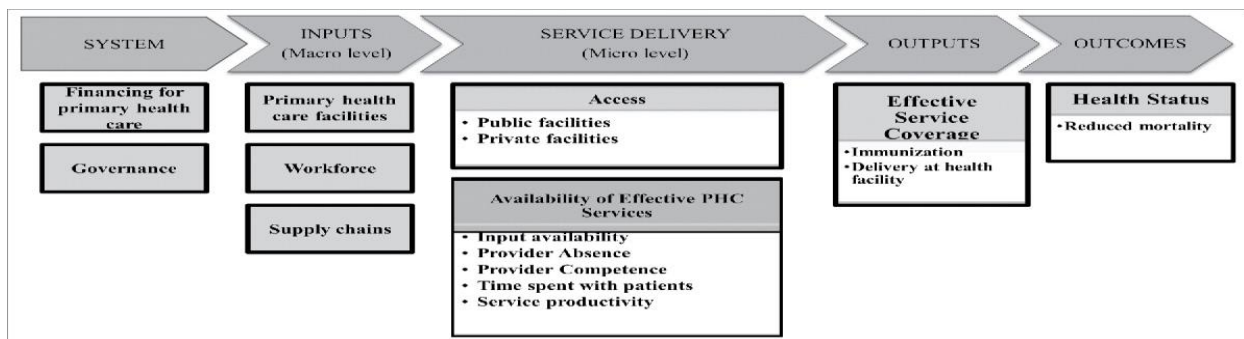 SYSTEM
INPUTS
(Macro level)
SERVICE DELIVERY
(Micro level)
OUTPUTS
OUTCOMES
Financing for
primary health
care
Governance
Primary health
care facilities
Workforce
Supply chains
Access
• Public facilities
• Private facilities
Availability of Effective PHC
Services
• Input availability
• Provider Absence
• Provider Competence
• Time spent with patients
• Service productivity
Effective
Service
Coverage
•Immunization
•Delivery at health
facility
Health Status
•Reduced mortality